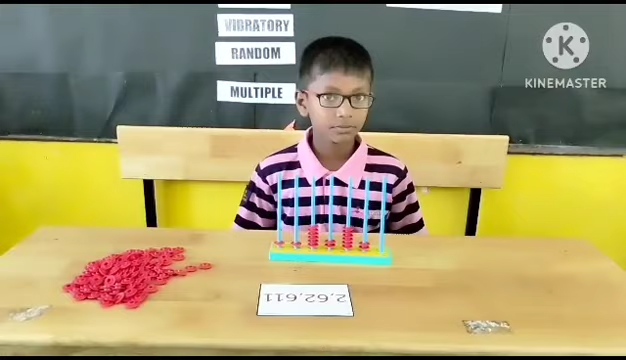 VIBRATORY
RANDOM
MULTIPLE
K
KINEMASTER
2,62,611